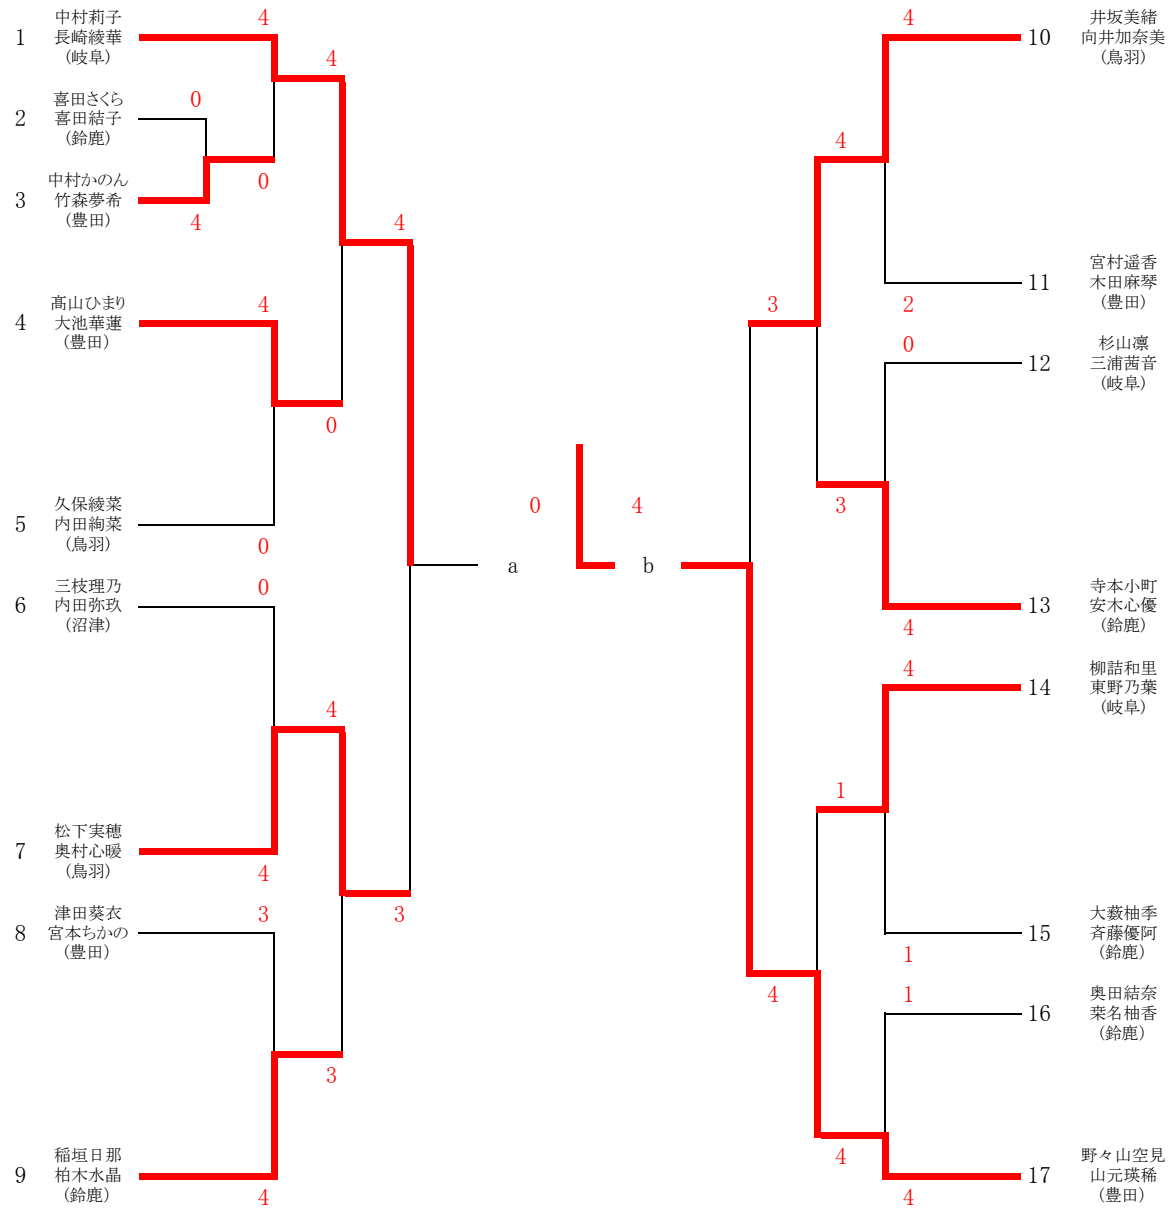 中村莉子
1 長崎綾華
(岐阜)
4
4
喜田さくら
2 喜田結子
(鈴鹿)
0
中村かのん
3 竹森夢希
(豊田)
0
4
4
髙山ひまり
4 大池華蓮
(豊田)
4
0
久保綾菜
5 内田絢菜
(鳥羽)
0
三枝理乃
6 内田弥玖
(沼津)
0
4
松下実穂
7 奥村心暖
(鳥羽)
4
津田葵衣
8 宮本ちかの
(豊田)
3
3
3
稲垣日那
9 柏木水晶
(鈴鹿)
4
0 4
a b
井坂美緒
10 向井加奈美
(鳥羽)
4
4
宮村遥香
11 木田麻琴
(豊田)
3
2
杉山凛
12 三浦茜音
(岐阜)
0
3
寺本小町
13 安木心優
(鈴鹿)
4
柳詰和里
14 東野乃葉
(岐阜)
4
1
大薮柚季
15 斉藤優阿
(鈴鹿)
1
奥田結奈
16 桒名柚香
(鈴鹿)
1
4
4
野々山空見
17 山元瑛稀
(豊田)
4